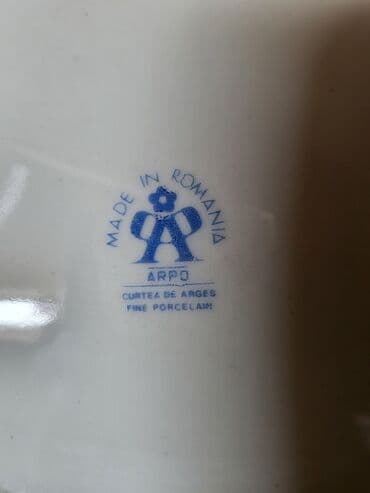 MADE IN ROMANIA
ARPO
CURTEA DE ARGES
FINE PORCELAIN